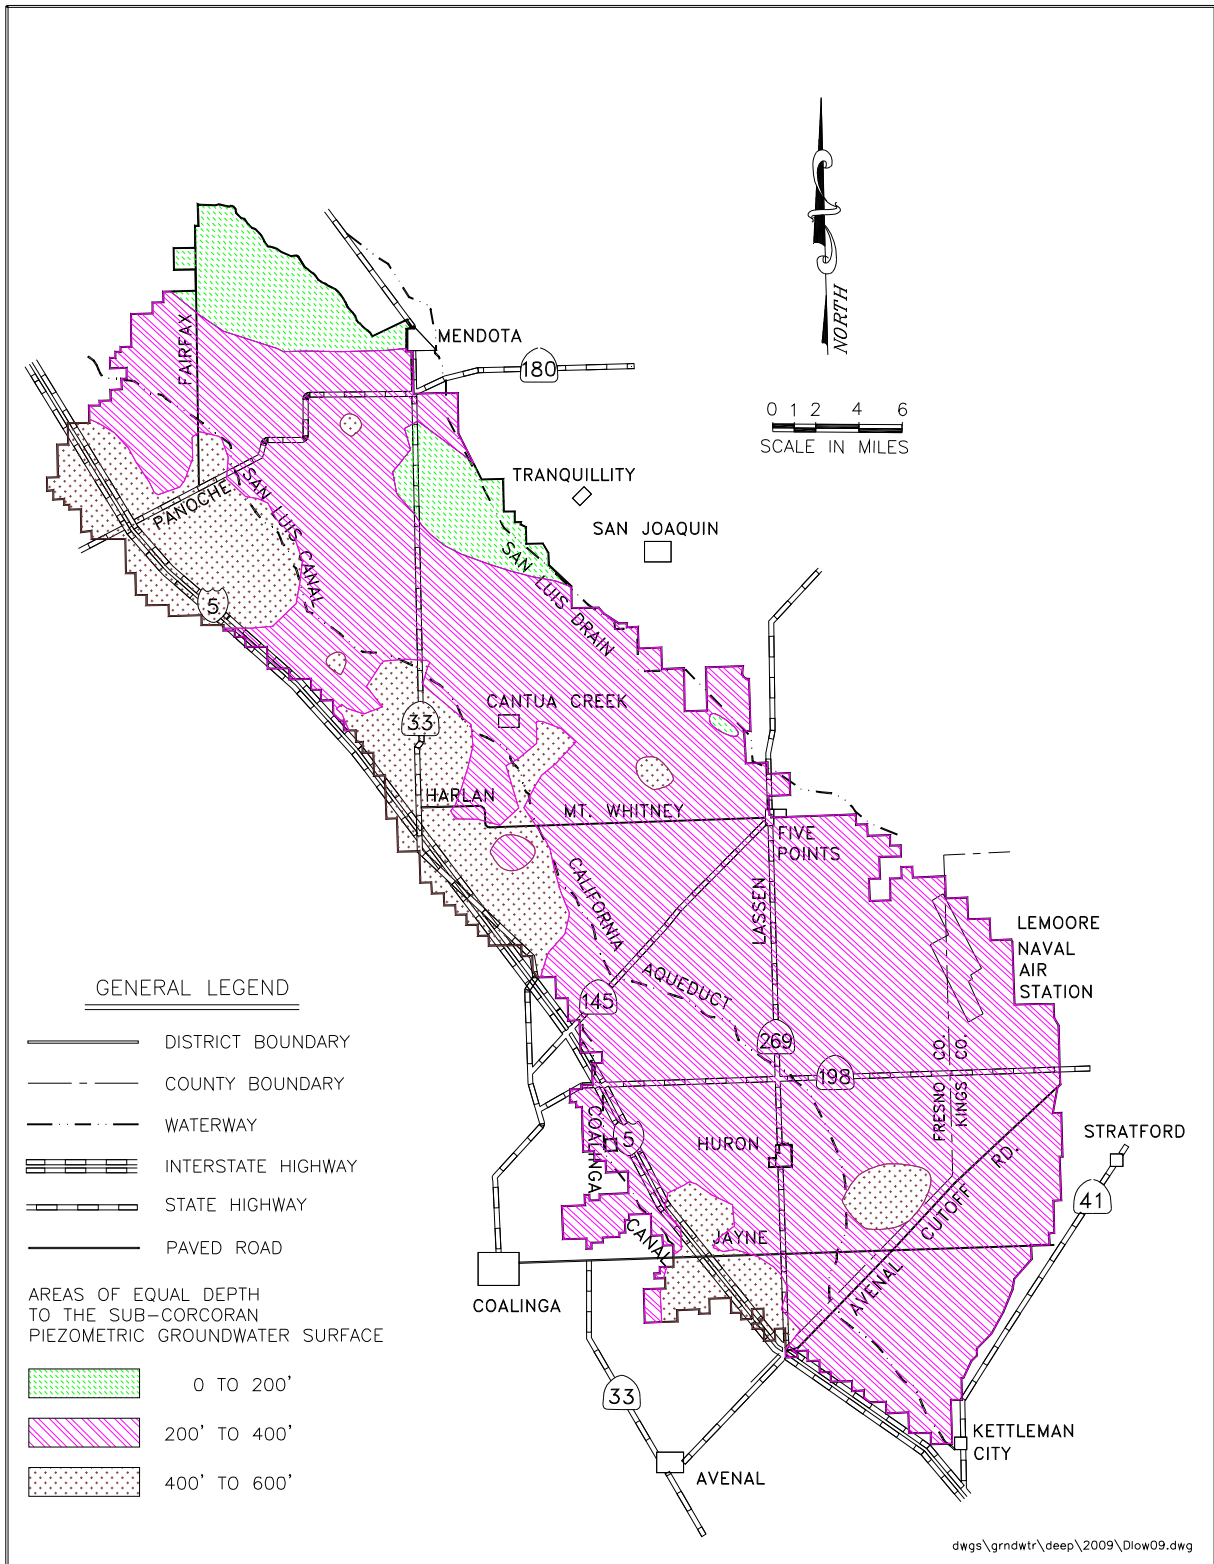 NORTH
MENDOTA
180
FAIRFAX
0 1 2 4 6
SCALE IN MILES
TRANQUILLITY
SAN JOAQUIN
PANOCHE
SAN LUIS CANAL
SAN LUIS DRAIN
5
CANTUA CREEK
33
HARLAN
MT. WHITNEY
FIVE
POINTS
CALIFORNIA
AQUEDUCT
LASSEN
LEMOORE
NAVAL
AIR
STATION
145
269
198
FRESNO CO.
KINGS CO.
COALINGA
CANAL
5
HURON
STRATFORD
AVENAL CUTOFF RD.
41
JAYNE
COALINGA
33
AVENAL
KETTLEMAN
CITY
GENERAL LEGEND
DISTRICT BOUNDARY
COUNTY BOUNDARY
WATERWAY
INTERSTATE HIGHWAY
STATE HIGHWAY
PAVED ROAD
AREAS OF EQUAL DEPTH
TO THE SUB-CORCORAN
PIEZOMETRIC GROUNDWATER SURFACE
0 TO 200'
200' TO 400'
400' TO 600'
dwgs\grndwtr\deep\2009\Dlow09.dwg